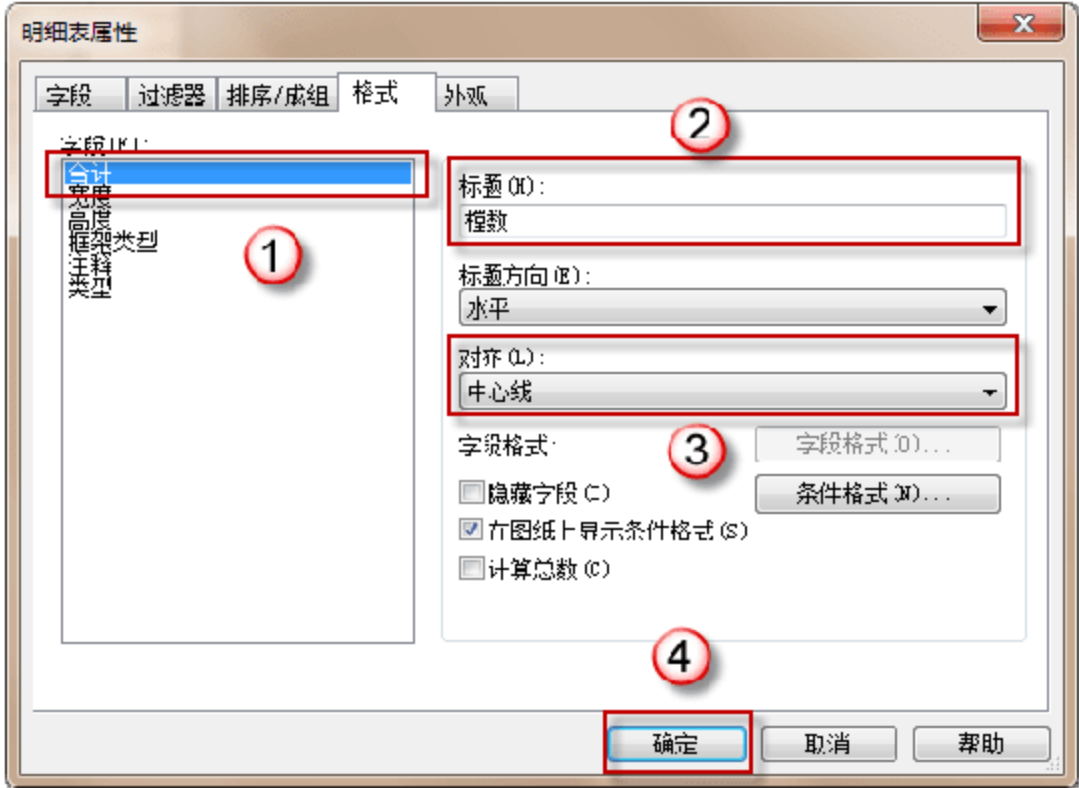 明细表属性
字段 过滤器 排序/成组 格式 外观
字段(F):
合计
宽度
高度
框架类型
注释
类型
1
2
标题(H):
樘数
标题方向(E):
水平
对齐(L):
中心线
3
字段格式: 字段格式(O)...
隐藏字段(C) 条件格式(N)...
在图纸上显示条件格式(S)
计算总数(C)
4
确定 取消 帮助